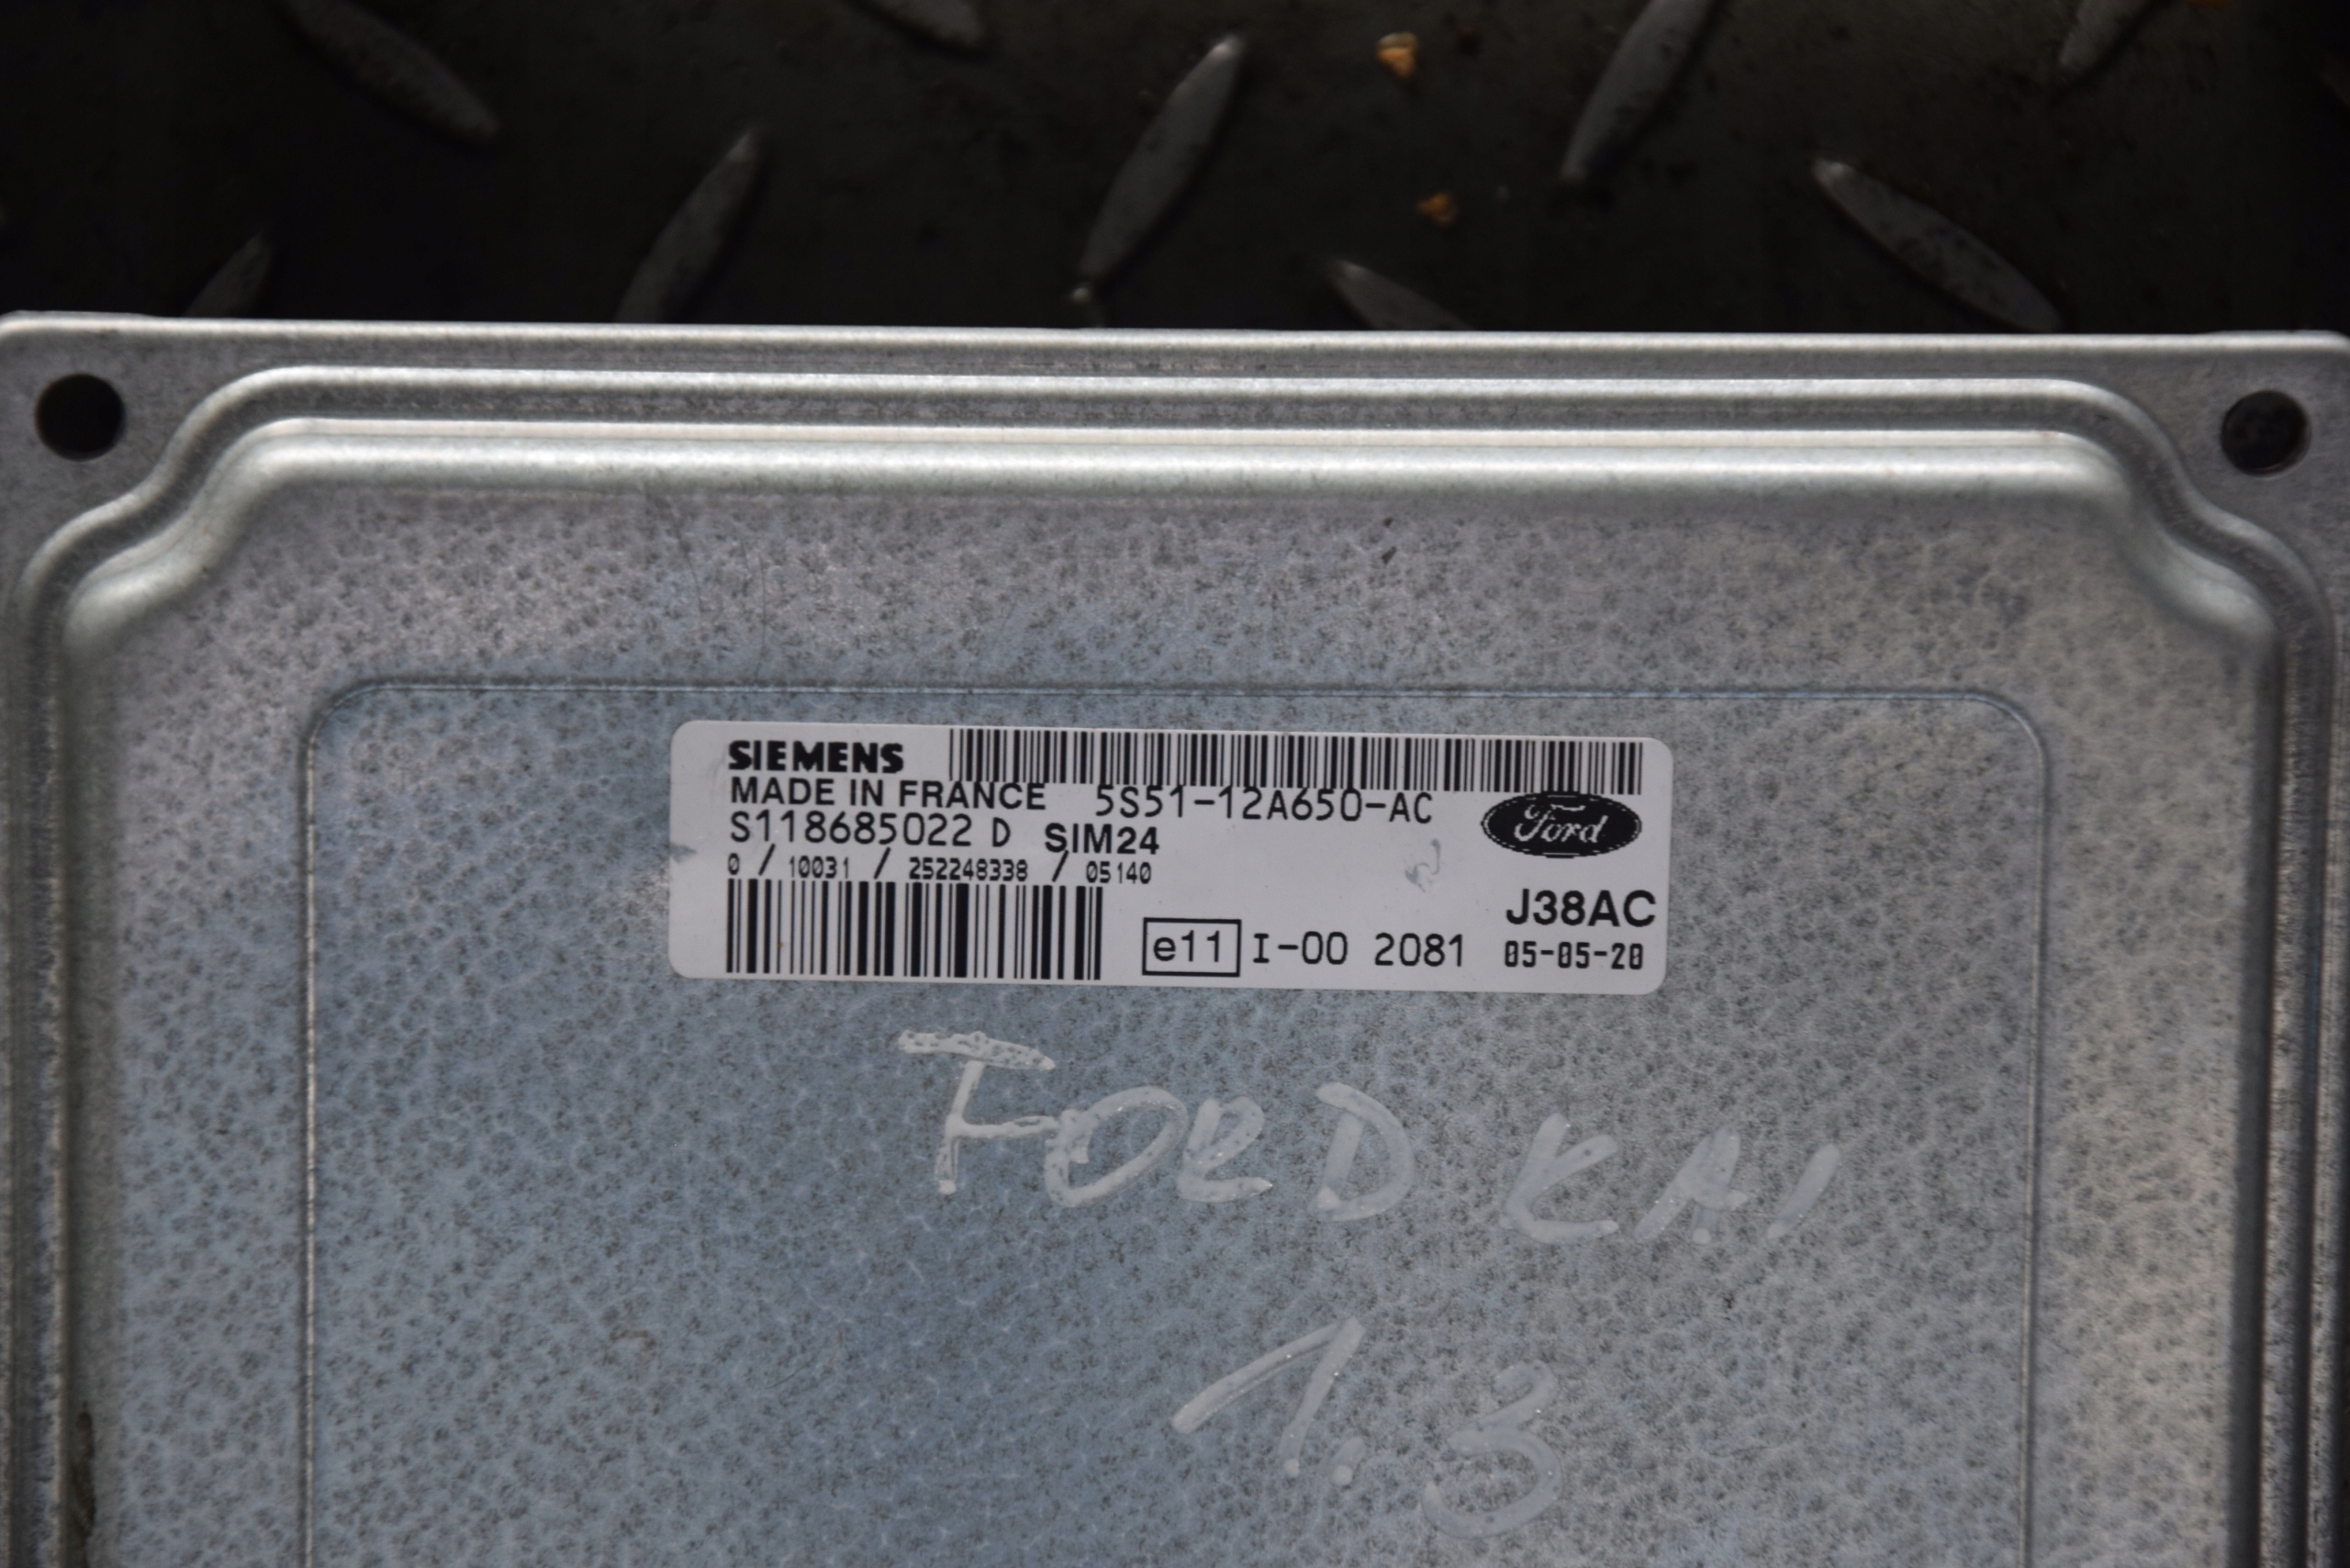 SIEMENS
MADE IN FRANCE 5S51-12A650-AC
Ford
S118685022 D SIM24
0 / 10031 / 252248338 / 05140
J38AC
e11 I-00 2081 05-05-20
FORD KA!
1.3